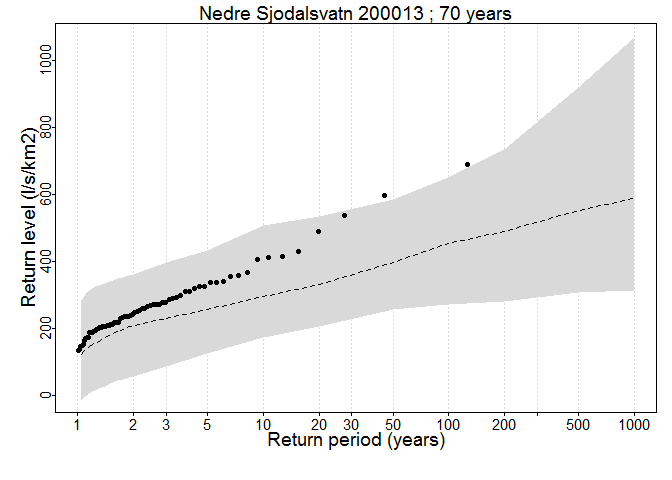 Nedre Sjodalsvatn 200013 ; 70 years
Return level (l/s/km2)
1000
800
600
400
200
0
1 2 3 5 10 20 30 50 100 200 500 1000
Return period (years)